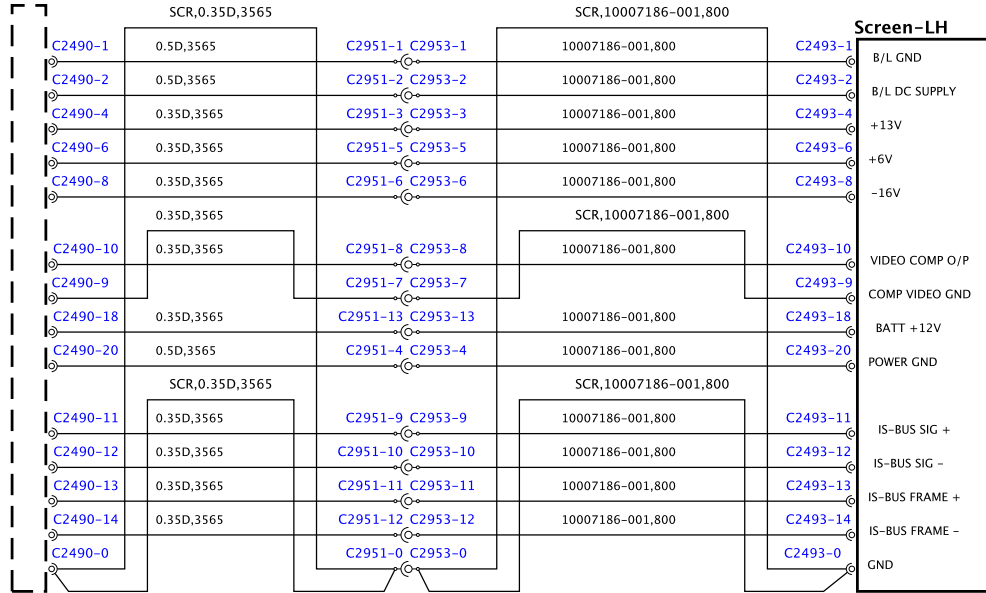 SCR,0.35D,3565 SCR,10007186-001,800
Screen-LH
C2490-1 0.5D,3565 C2951-1 C2953-1 10007186-001,800 C2493-1 B/L GND
C2490-2 0.5D,3565 C2951-2 C2953-2 10007186-001,800 C2493-2 B/L DC SUPPLY
C2490-4 0.35D,3565 C2951-3 C2953-3 10007186-001,800 C2493-4 +13V
C2490-6 0.35D,3565 C2951-5 C2953-5 10007186-001,800 C2493-6 +6V
C2490-8 0.35D,3565 C2951-6 C2953-6 10007186-001,800 C2493-8 -16V
0.35D,3565 SCR,10007186-001,800
C2490-10 0.35D,3565 C2951-8 C2953-8 10007186-001,800 C2493-10 VIDEO COMP O/P
C2490-9 C2951-7 C2953-7 C2493-9 COMP VIDEO GND
C2490-18 0.35D,3565 C2951-13 C2953-13 10007186-001,800 C2493-18 BATT +12V
C2490-20 0.5D,3565 C2951-4 C2953-4 10007186-001,800 C2493-20 POWER GND
SCR,0.35D,3565 SCR,10007186-001,800
C2490-11 0.35D,3565 C2951-9 C2953-9 10007186-001,800 C2493-11 IS-BUS SIG +
C2490-12 0.35D,3565 C2951-10 C2953-10 10007186-001,800 C2493-12 IS-BUS SIG -
C2490-13 0.35D,3565 C2951-11 C2953-11 10007186-001,800 C2493-13 IS-BUS FRAME +
C2490-14 0.35D,3565 C2951-12 C2953-12 10007186-001,800 C2493-14 IS-BUS FRAME -
C2490-0 C2951-0 C2953-0 C2493-0 GND